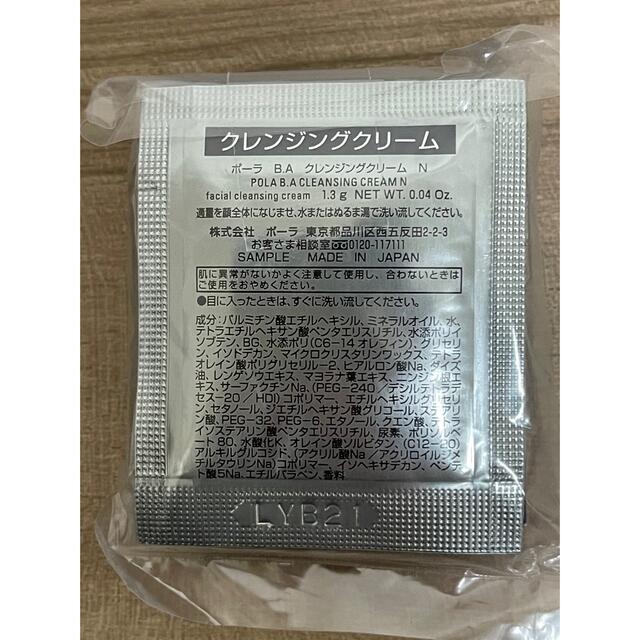 クレンジングクリーム
ポーラ B.A クレンジングクリーム N
POLA B.A CLEANSING CREAM N
facial cleansing cream 1.3 g NET WT. 0.04 Oz.
適量を顔全体になじませ、水またはぬるま湯で洗い流してください。
株式会社 ポーラ 東京都品川区西五反田2-2-3
お客さま相談室 0120-117111
SAMPLE MADE IN JAPAN
肌に異常がないかよく注意して使用し、合わないときは
ご使用をおやめください。
●目に入ったときは、すぐに洗い流してください。
成分:パルミチン酸エチルヘキシル、ミネラルオイル、水、
テトラエチルヘキサン酸ペンタエリスリチル、水添ポリイ
ソブテン、BG、水添ポリ(C6-14 オレフィン)、グリセリ
ン、インドデカン、マイクロクリスタリンワックス、テトラ
オレイン酸ポリグリセリル-2、ヒアルロン酸Na、ダイズ
油、レンゲソウエキス、マヨラナ葉エキス、ニンジン根エ
キス、サーファクチンNa、(PEG-240/デシルテトラデ
セス-20/HDI)コポリマー、エチルヘキシルグリセリ
ン、セタノール、ジエチルヘキサン酸グリコール、ステアリ
ン酸、PEG-32、PEG-6、エタノール、クエン酸、テトラ
イソステアリン酸ペンタエリスリチル、尿素、ポリソルベ
ート80、水酸化K、オレイン酸ソルビタン、(C12-20)
アルキルグルコシド、(アクリル酸Na/アクリロイルジメ
チルタウリンNa)コポリマー、イソヘキサデカン、ペンテ
ト酸5Na、エチルパラベン、香料
LYB21